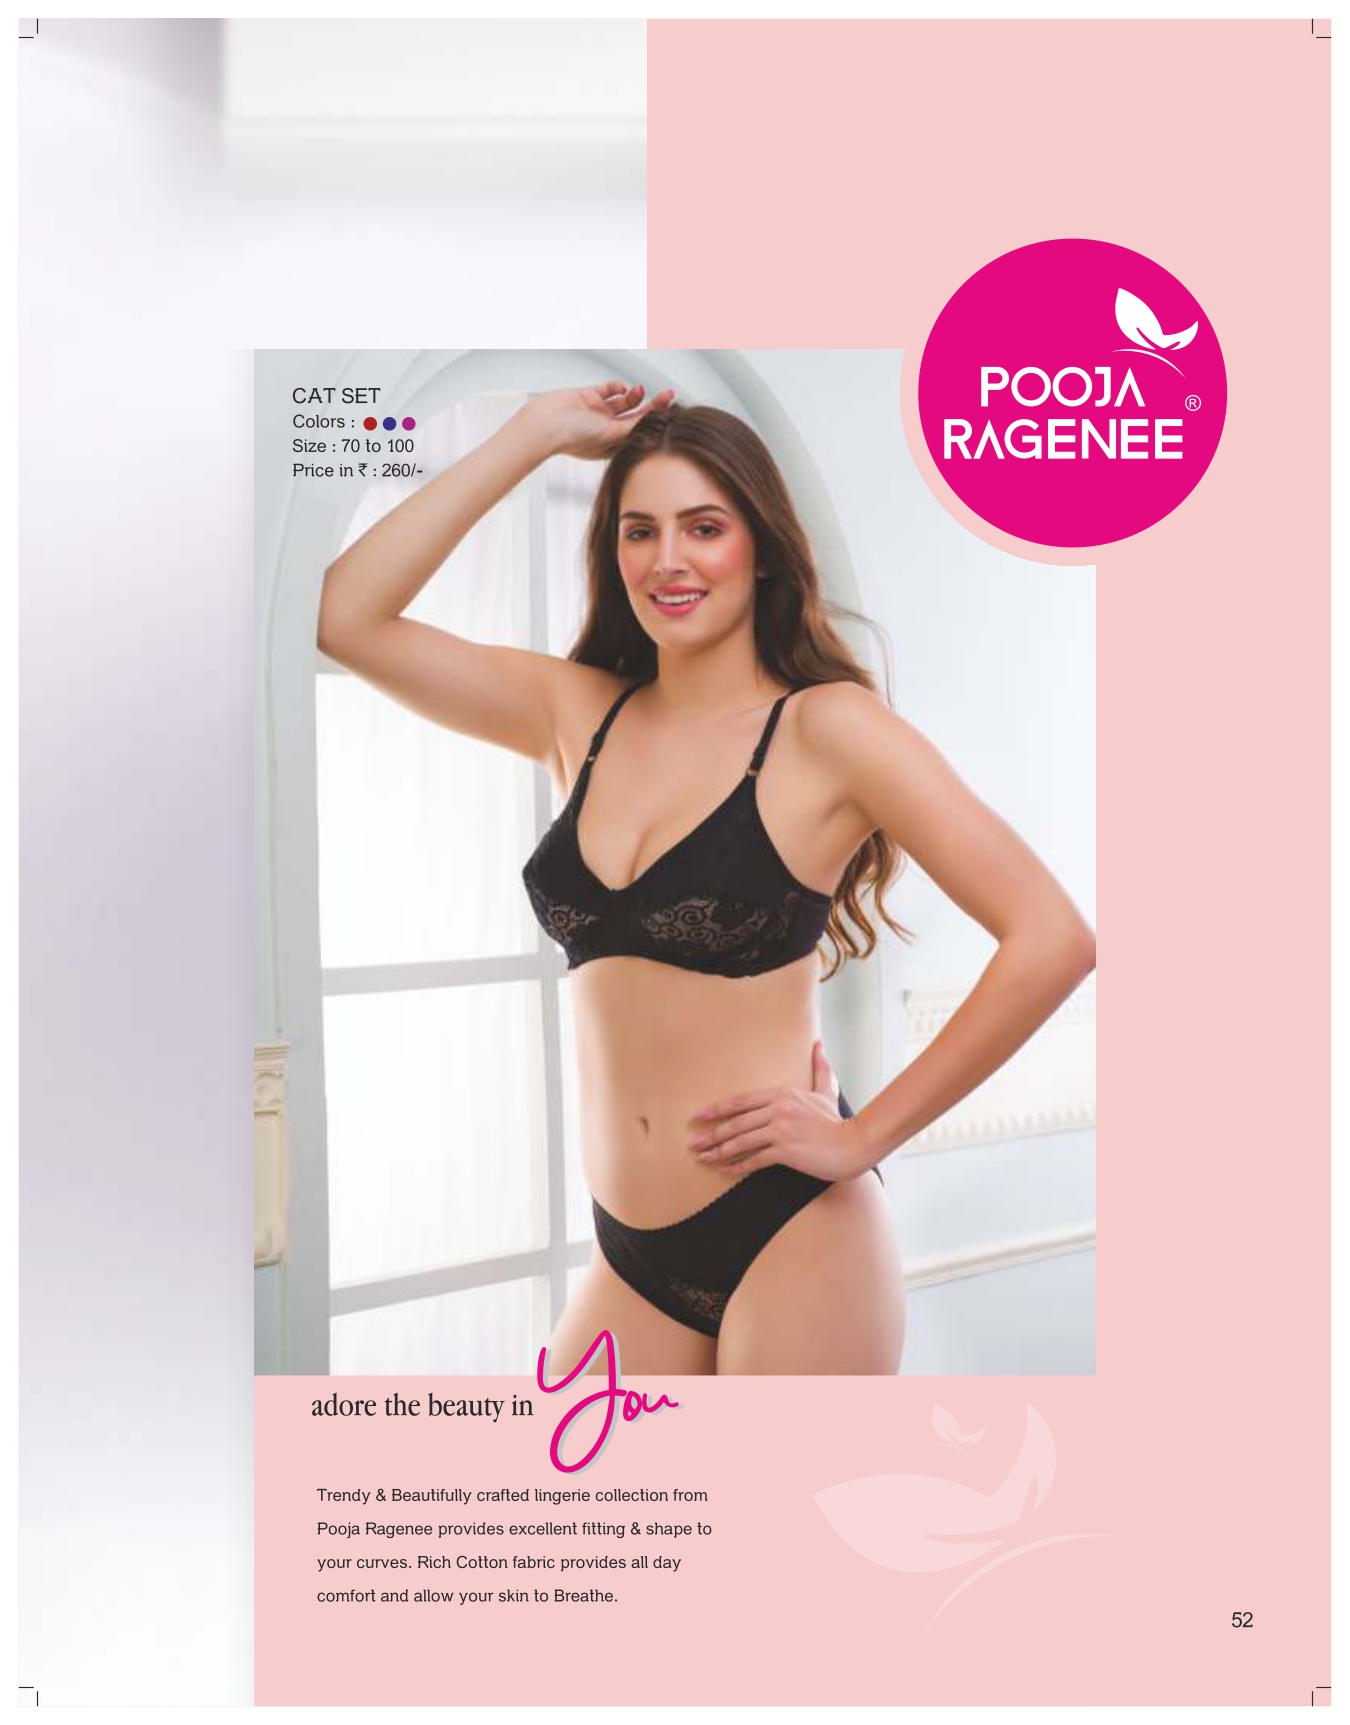 CAT SET
Colors :
Size : 70 to 100
Price in ₹ : 260/-
POOJA
RAGENEE ®
adore the beauty in You
Trendy & Beautifully crafted lingerie collection from
Pooja Ragenee provides excellent fitting & shape to
your curves. Rich Cotton fabric provides all day
comfort and allow your skin to Breathe.
52